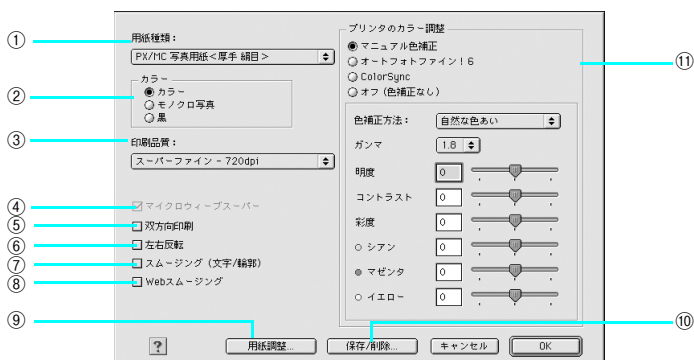 ① 用紙種類:
PX/MC 写真用紙<厚手 絹目>
② カラー
カラー
モノクロ写真
黒
③ 印刷品質:
スーパーファイン - 720dpi
④ マイクロウィーブスーパー
⑤ 双方向印刷
⑥ 左右反転
⑦ スムージング (文字/輪郭)
⑧ Webスムージング
⑨ 用紙調整...
?
プリンタのカラー調整
⑪
マニュアル色補正
オートフォトファイン!6
ColorSync
オフ (色補正なし)
色補正方法: 自然な色あい
ガンマ 1.8
明度 0
コントラスト 0
彩度 0
シアン 0
マゼンタ 0
イエロー 0
保存/削除... ⑩
キャンセル
OK